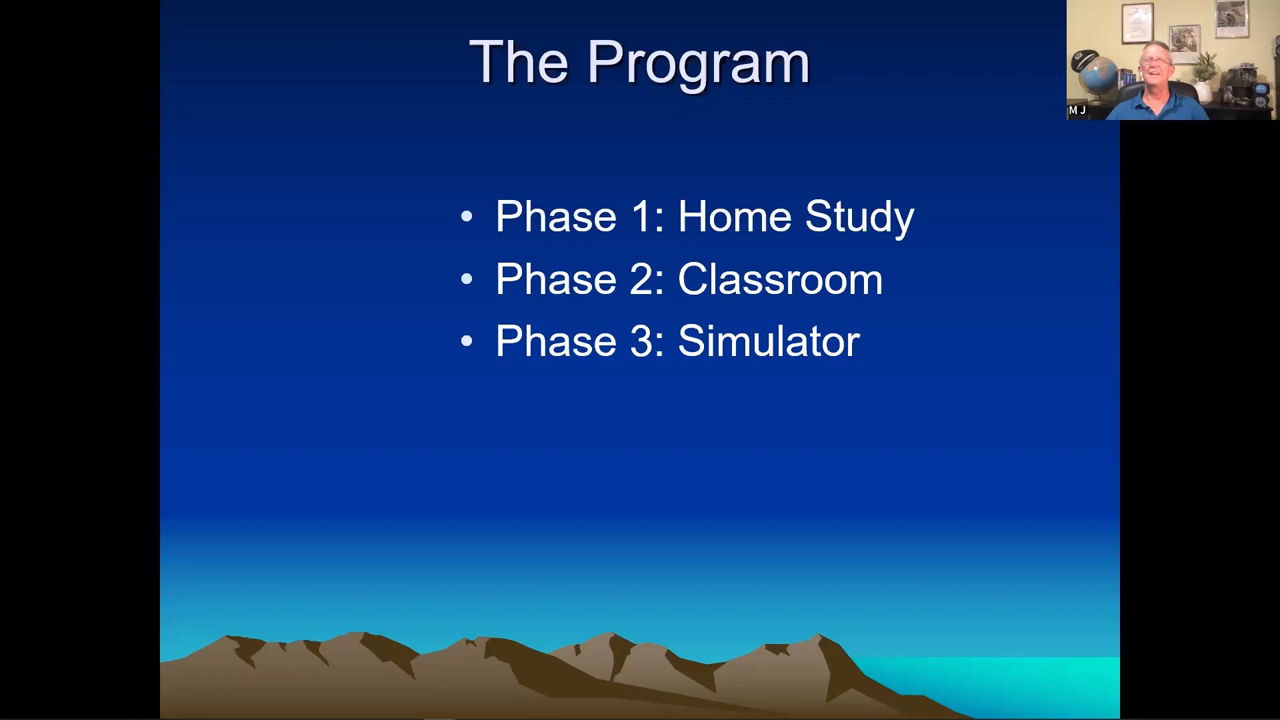 The Program
M J
• Phase 1: Home Study
• Phase 2: Classroom
• Phase 3: Simulator